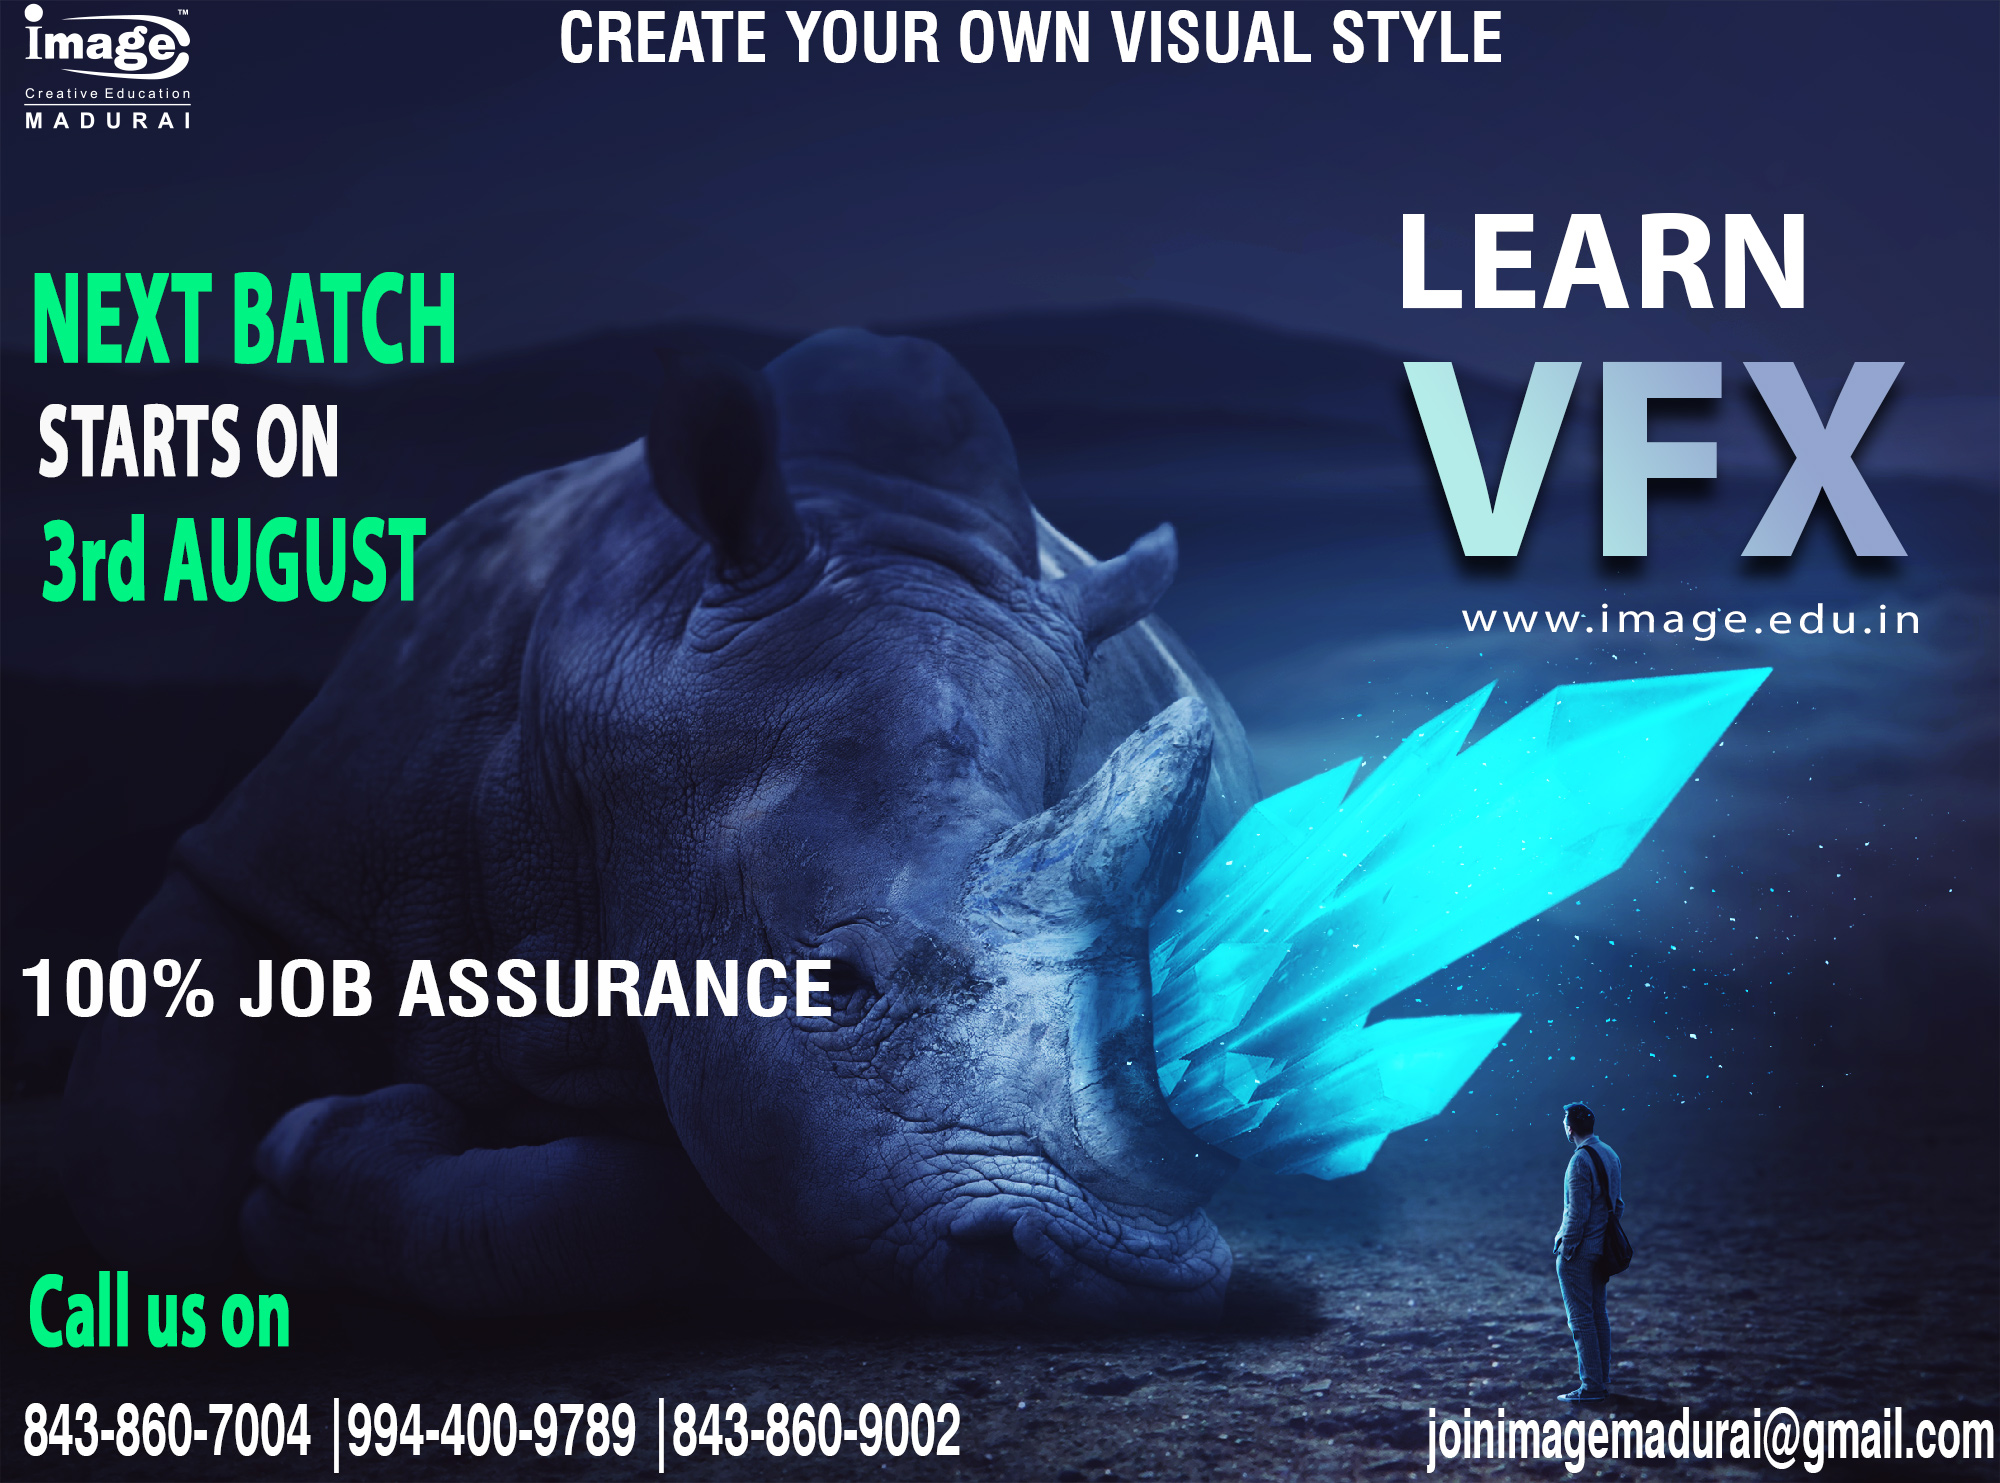 image™
Creative Education
MADURAI
CREATE YOUR OWN VISUAL STYLE
NEXT BATCH
STARTS ON
3rd AUGUST
LEARN
VFX
www.image.edu.in
100% JOB ASSURANCE
Call us on
843-860-7004 |994-400-9789 |843-860-9002
joinimagemadurai@gmail.com